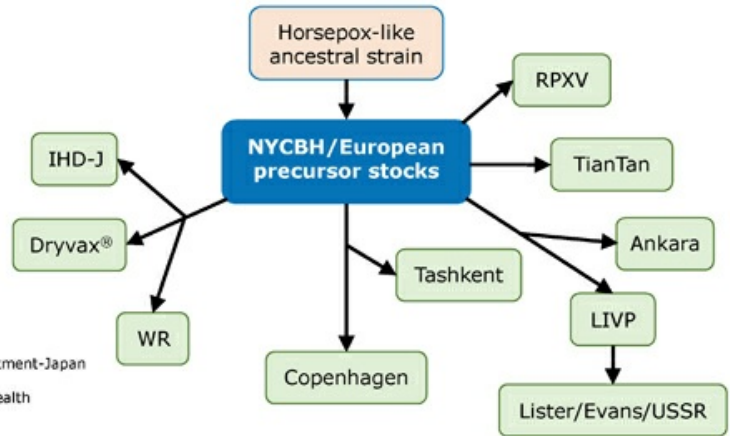 Horsepox-like
ancestral strain
RPXV
NYCBH/European
precursor stocks
IHD-J
TianTan
Dryvax®
Ankara
Tashkent
LIVP
WR
Copenhagen
Lister/Evans/USSR
-Japan